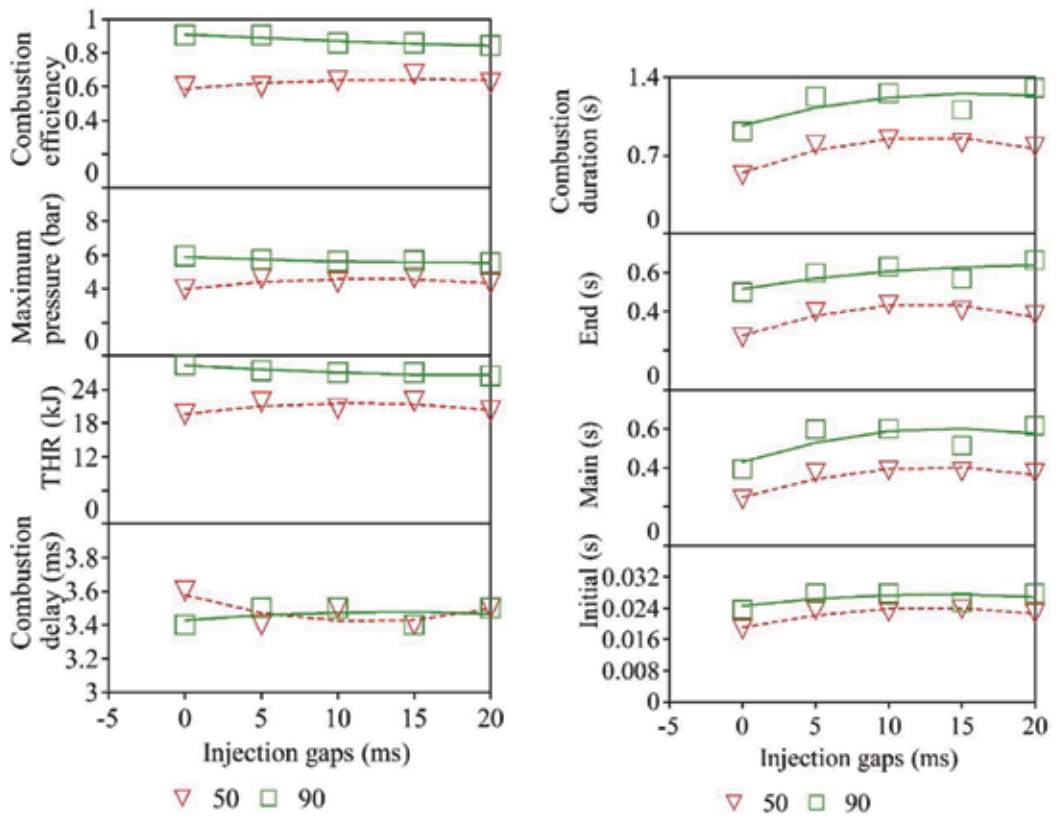 Combustion
efficiency
1
0.8
0.6
0.4
0
Maximum
pressure (bar)
8
6
4
0
THR (kJ)
24
18
12
0
Combustion
delay (ms)
3.8
3.6
3.4
3.2
3
-5 0 5 10 15 20
Injection gaps (ms)
50 90
Combustion
duration (s)
1.4
0.7
0
End (s)
0.6
0.4
0
Main (s)
0.6
0.4
0
Initial (s)
0.032
0.024
0.016
0.008
0
-5 0 5 10 15 20
Injection gaps (ms)
50 90